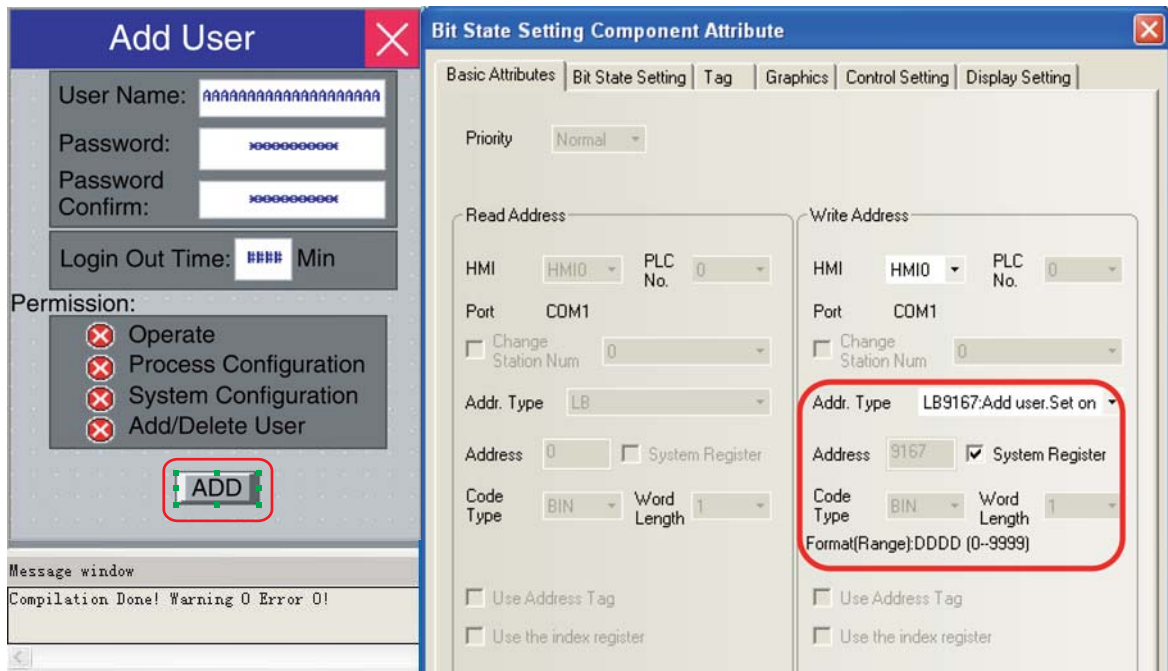 Add User
User Name: AAAAAAAAAAAAAAAAAAAA
Password: **********
Password
Confirm: **********
Login Out Time: #### Min
Permission:
Operate
Process Configuration
System Configuration
Add/Delete User
ADD
Message window
Compilation Done! Warning 0 Error 0!
Bit State Setting Component Attribute
Basic Attributes Bit State Setting Tag Graphics Control Setting Display Setting
Priority Normal
Read Address
HMI HMI0 PLC No. 0
Port COM1
Change Station Num 0
Addr. Type LB
Address 0 System Register
Code Type BIN Word Length 1
Use Address Tag
Use the index register
Write Address
HMI HMI0 PLC No. 0
Port COM1
Change Station Num 0
Addr. Type LB9167:Add user.Set on
Address 9167 System Register
Code Type BIN Word Length 1
Format(Range):DDDD (0--9999)
Use Address Tag
Use the index register